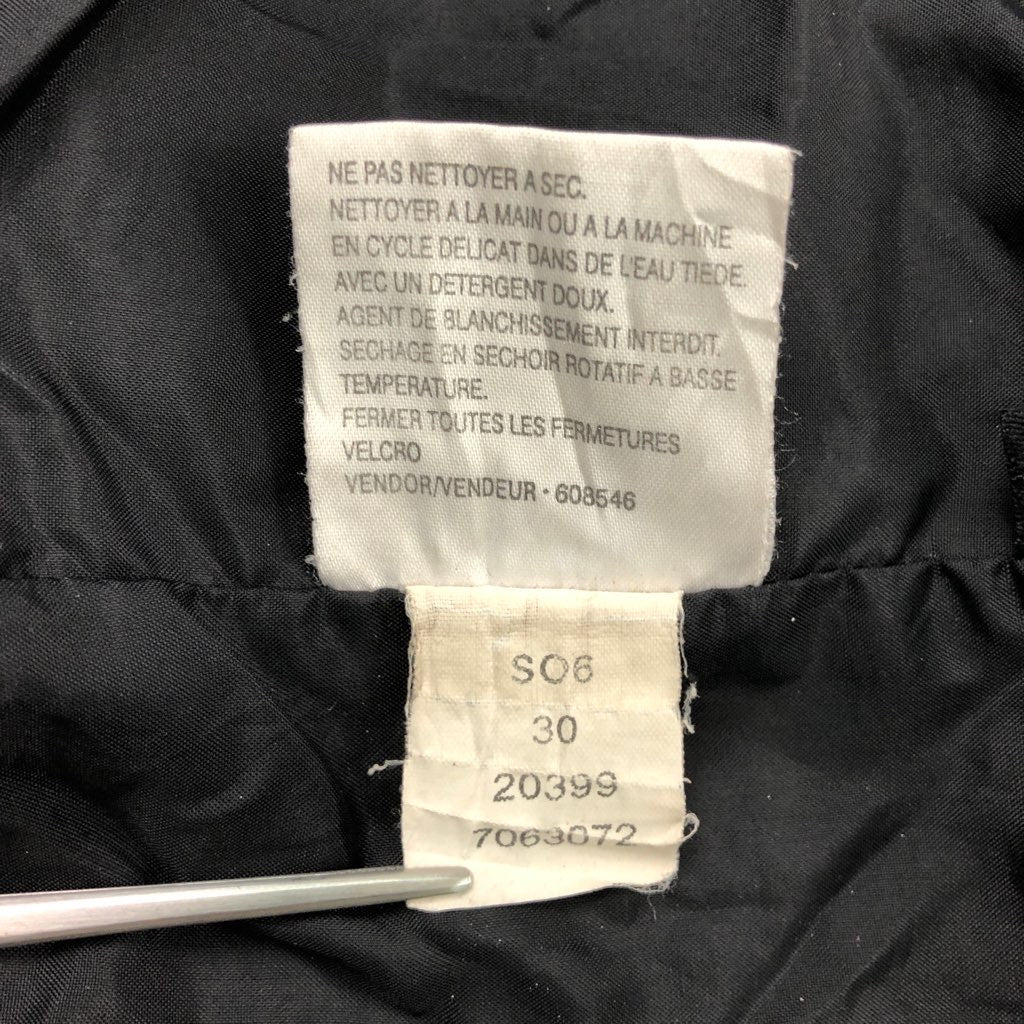 NE PAS NETTOYER A SEC.
NETTOYER A LA MAIN OU A LA MACHINE
EN CYCLE DELICAT DANS DE L'EAU TIEDE.
AVEC UN DETERGENT DOUX.
AGENT DE BLANCHISSEMENT INTERDIT.
SECHAGE EN SECHOIR ROTATIF A BASSE
TEMPERATURE.
FERMER TOUTES LES FERMETURES
VELCRO
VENDOR/VENDEUR · 608546
SO6
30
20399
7063072